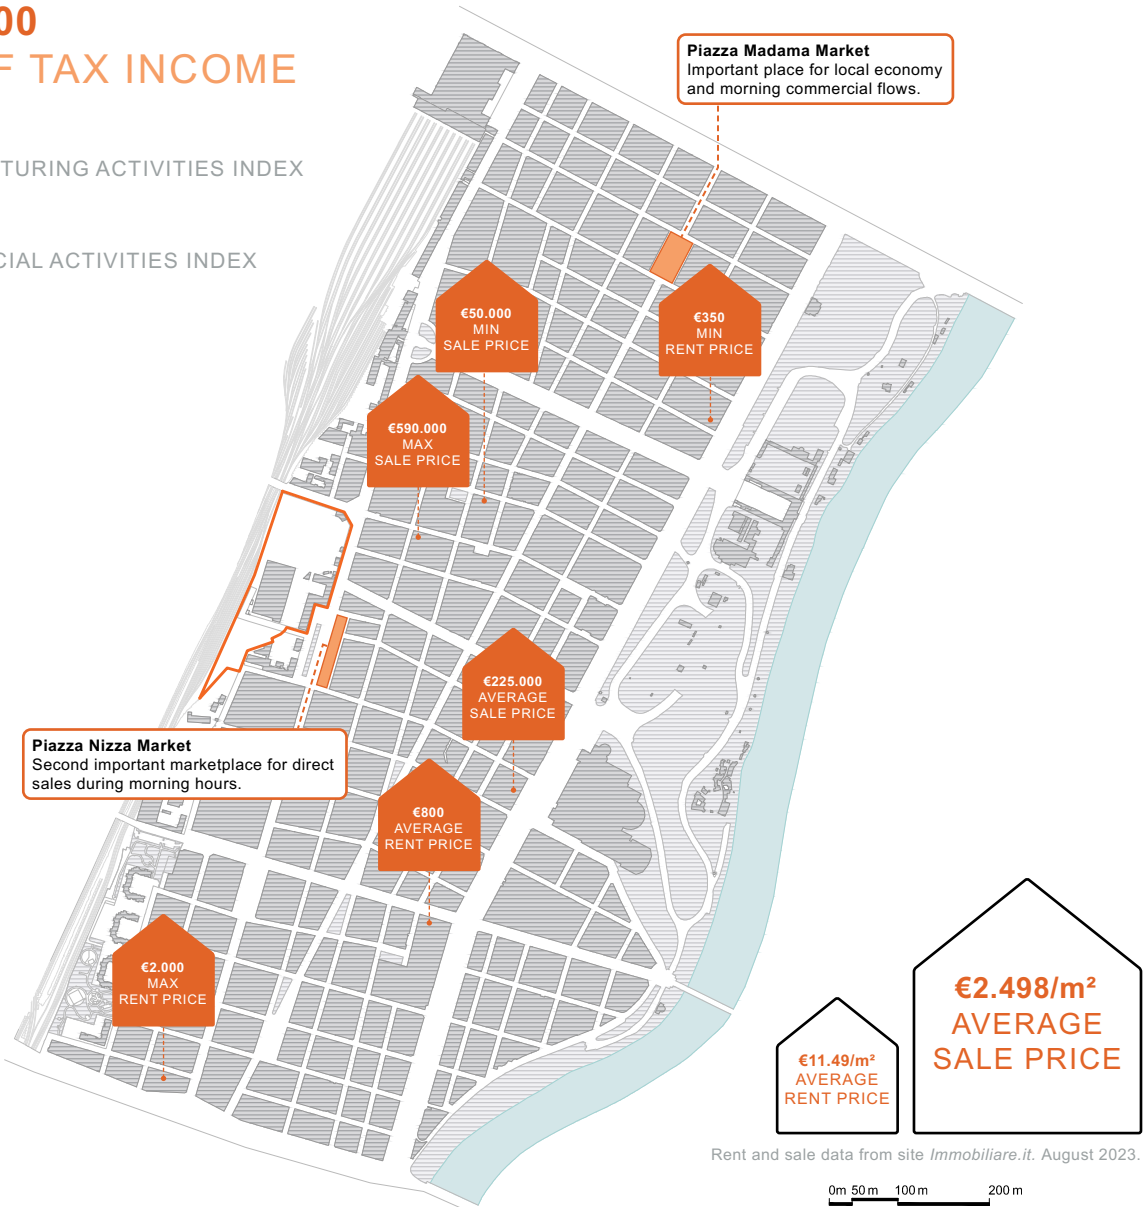 00
F TAX INCOME
TURING ACTIVITIES INDEX
CIAL ACTIVITIES INDEX
Piazza Madama Market
Important place for local economy
and morning commercial flows.
€50.000
MIN
SALE PRICE
€350
MIN
RENT PRICE
€590.000
MAX
SALE PRICE
€225.000
AVERAGE
SALE PRICE
Piazza Nizza Market
Second important marketplace for direct
sales during morning hours.
€800
AVERAGE
RENT PRICE
€2.000
MAX
RENT PRICE
€11.49/m²
AVERAGE
RENT PRICE
€2.498/m²
AVERAGE
SALE PRICE
Rent and sale data from site Immobiliare.it. August 2023.
0m 50 m 100 m 200 m